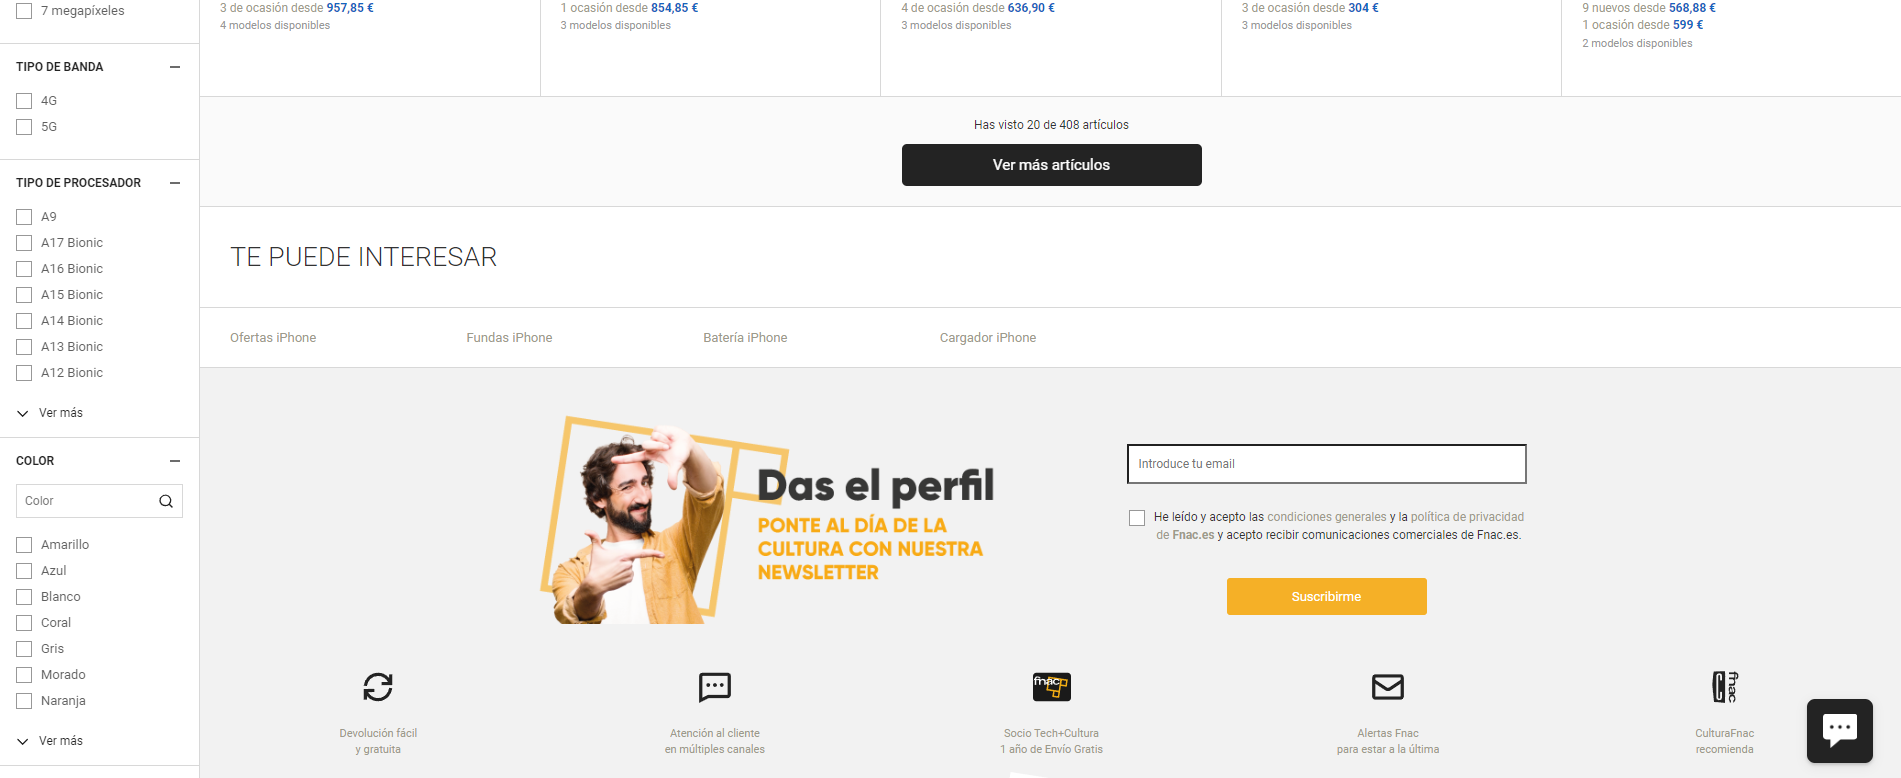 7 megapíxeles
TIPO DE BANDA
4G
5G
TIPO DE PROCESADOR
A9
A17 Bionic
A16 Bionic
A15 Bionic
A14 Bionic
A13 Bionic
A12 Bionic
Ver más
COLOR
Color
Amarillo
Azul
Blanco
Coral
Gris
Morado
Naranja
Ver más
3 de ocasión desde 957,85 €
4 modelos disponibles
1 ocasión desde 854,85 €
3 modelos disponibles
4 de ocasión desde 636,90 €
3 modelos disponibles
3 de ocasión desde 304 €
3 modelos disponibles
9 nuevos desde 568,88 €
1 ocasión desde 599 €
2 modelos disponibles
Has visto 20 de 408 artículos
Ver más artículos
TE PUEDE INTERESAR
Ofertas iPhone
Fundas iPhone
Batería iPhone
Cargador iPhone
Das el perfil
PONTE AL DÍA DE LA
CULTURA CON NUESTRA
NEWSLETTER
Introduce tu email
He leído y acepto las condiciones generales y la política de privacidad
de Fnac.es y acepto recibir comunicaciones comerciales de Fnac.es.
Suscribirme
Devolución fácil
y gratuita
Atención al cliente
en múltiples canales
fnac
Socio Tech+Cultura
1 año de Envío Gratis
Alertas Fnac
para estar a la última
fnac
CulturaFnac
recomienda